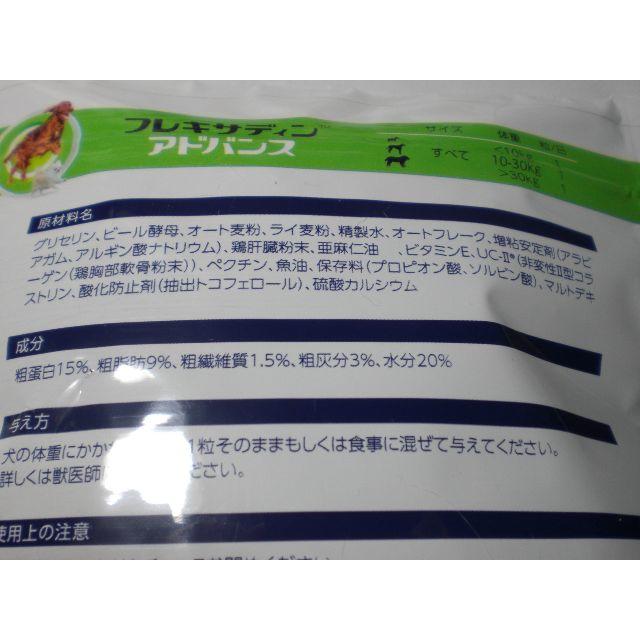 フレキサディン™
アドバンス
サイズ 体重 粒/日
すべて <10kg 1
10-30kg 1
>30kg 1
原材料名
グリセリン、ビール酵母、オート麦粉、ライ麦粉、精製水、オートフレーク、増粘安定剤(アラビ
アガム、アルギン酸ナトリウム)、鶏肝臓粉末、亜麻仁油 、ビタミンE、UC-II®(非変性II型コラ
ーゲン(鶏胸部軟骨粉末))、ペクチン、魚油、保存料(プロピオン酸、ソルビン酸)、マルトデキ
ストリン、酸化防止剤(抽出トコフェロール)、硫酸カルシウム
成分
粗蛋白15%、粗脂肪9%、粗繊維質1.5%、粗灰分3%、水分20%
与え方
犬の体重にかか 1粒そのままもしくは食事に混ぜて与えてください。
詳しくは獣医師 ください。
使用上の注意